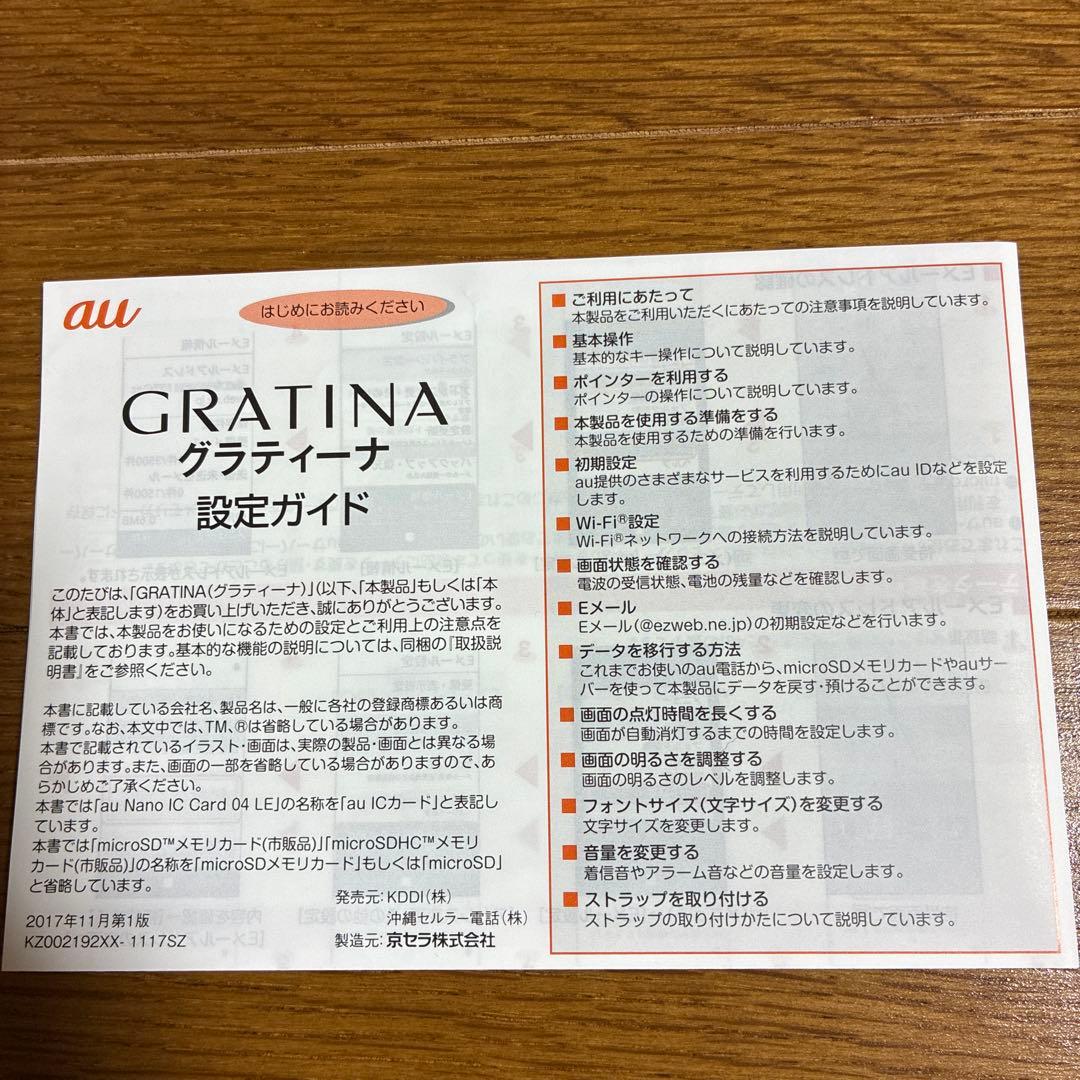 au
はじめにお読みください
GRATINA
グラティーナ
設定ガイド
このたびは、「GRATINA(グラティーナ)」(以下、「本製品」もしくは「本
体」と表記します)をお買い上げいただき、誠にありがとうございます。
本書では、本製品をお使いになるための設定とご利用上の注意点を
記載しております。基本的な機能の説明については、同梱の『取扱説
明書』をご参照ください。
本書に記載している会社名、製品名は、一般に各社の登録商標あるいは商
標です。なお、本文中では、TM、®は省略している場合があります。
本書で記載されているイラスト・画面は、実際の製品・画面とは異なる場
合があります。また、画面の一部を省略している場合がありますので、あ
らかじめご了承ください。
本書では「au Nano IC Card 04 LE」の名称を「au ICカード」と表記し
ています。
本書では「microSD™メモリカード(市販品)」「microSDHC™メモリ
カード(市販品)」の名称を「microSDメモリカード」もしくは「microSD」
と省略しています。
発売元:KDDI(株)
沖縄セルラー電話(株)
製造元:京セラ株式会社
2017年11月第1版
KZ002192XX- 1117SZ
■ ご利用にあたって
本製品をご利用いただくにあたっての注意事項を説明しています。
■ 基本操作
基本的なキー操作について説明しています。
■ ポインターを利用する
ポインターの操作について説明しています。
■ 本製品を使用する準備をする
本製品を使用するための準備を行います。
■ 初期設定
au提供のさまざまなサービスを利用するためにau IDなどを設定
します。
■ Wi-Fi®設定
Wi-Fi®ネットワークへの接続方法を説明しています。
■ 画面状態を確認する
電波の受信状態、電池の残量などを確認します。
■ Eメール
Eメール(@ezweb.ne.jp)の初期設定などを行います。
■ データを移行する方法
これまでお使いのau電話から、microSDメモリカードやauサー
バーを使って本製品にデータを戻す・預けることができます。
■ 画面の点灯時間を長くする
画面が自動消灯するまでの時間を設定します。
■ 画面の明るさを調整する
画面の明るさのレベルを調整します。
■ フォントサイズ(文字サイズ)を変更する
文字サイズを変更します。
■ 音量を変更する
着信音やアラーム音などの音量を設定します。
■ ストラップを取り付ける
ストラップの取り付けかたについて説明しています。